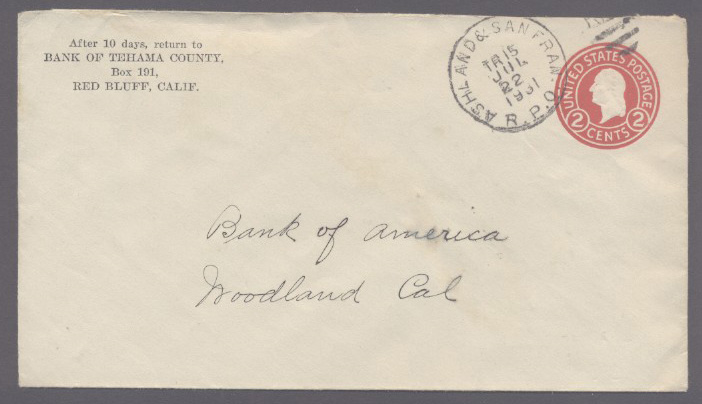 After 10 days, return to
BANK OF TEHAMA COUNTY,
Box 191,
RED BLUFF, CALIF.
ASHLAND & SAN FRAN.
TR 15
JUL
22
1931
R.P.O.
UNITED STATES POSTAGE
2 CENTS 2
Bank of America
Woodland Cal